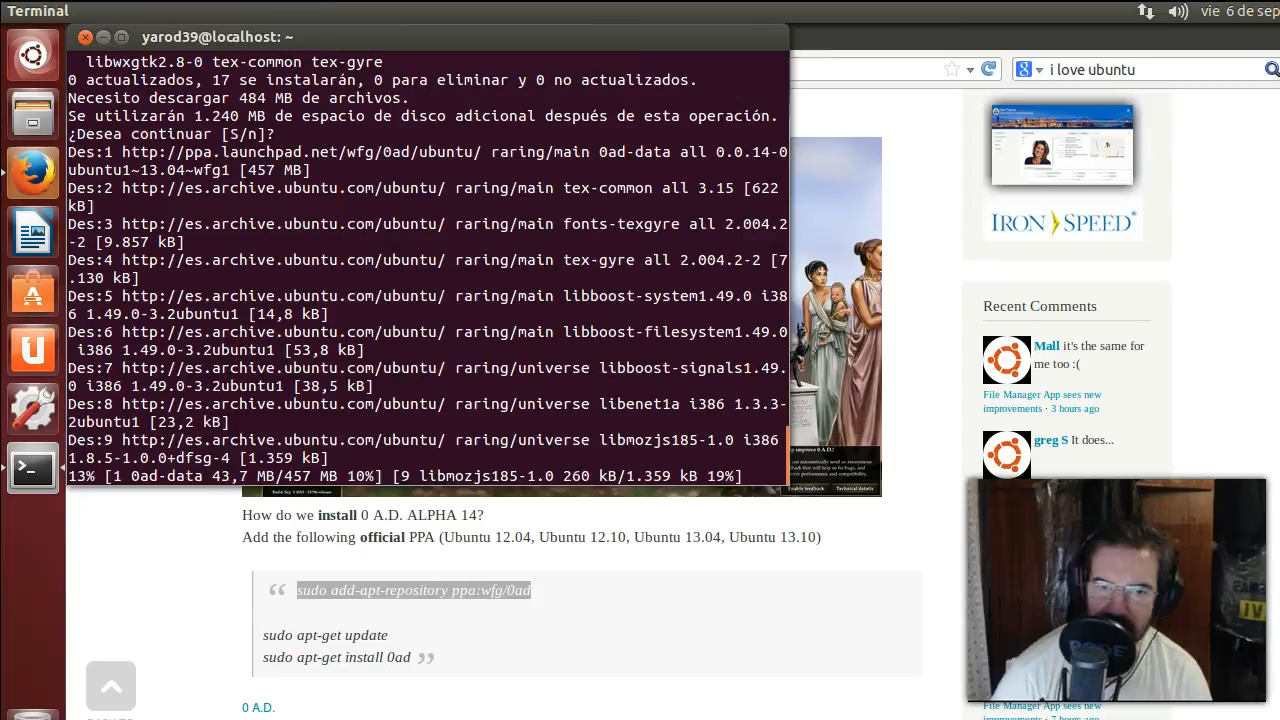 Terminal
vie 6 de sep
yarod39@localhost: ~
libwxgtk2.8-0 tex-common tex-gyre
0 actualizados, 17 se instalarán, 0 para eliminar y 0 no actualizados.
Necesito descargar 484 MB de archivos.
Se utilizarán 1.240 MB de espacio de disco adicional después de esta operación.
¿Desea continuar [S/n]?
Des:1 http://ppa.launchpad.net/wfg/0ad/ubuntu/ raring/main 0ad-data all 0.0.14-0
ubuntu1~13.04~wfg1 [457 MB]
Des:2 http://es.archive.ubuntu.com/ubuntu/ raring/main tex-common all 3.15 [622
kB]
Des:3 http://es.archive.ubuntu.com/ubuntu/ raring/main fonts-texgyre all 2.004.2
-2 [9.857 kB]
Des:4 http://es.archive.ubuntu.com/ubuntu/ raring/main tex-gyre all 2.004.2-2 [7
.130 kB]
Des:5 http://es.archive.ubuntu.com/ubuntu/ raring/main libboost-system1.49.0 i38
6 1.49.0-3.2ubuntu1 [14,8 kB]
Des:6 http://es.archive.ubuntu.com/ubuntu/ raring/main libboost-filesystem1.49.0
i386 1.49.0-3.2ubuntu1 [53,8 kB]
Des:7 http://es.archive.ubuntu.com/ubuntu/ raring/universe libboost-signals1.49.
0 i386 1.49.0-3.2ubuntu1 [38,5 kB]
Des:8 http://es.archive.ubuntu.com/ubuntu/ raring/universe libenet1a i386 1.3.3-
2ubuntu1 [23,2 kB]
Des:9 http://es.archive.ubuntu.com/ubuntu/ raring/universe libmozjs185-1.0 i386
1.8.5-1.0.0+dfsg-4 [1.359 kB]
13% [1 0ad-data 43,7 MB/457 MB 10%] [9 libmozjs185-1.0 260 kB/1.359 kB 19%]
i love ubuntu
IRON SPEED®
Recent Comments
Mall it's the same for
me too :(
File Manager App sees new
improvements · 3 hours ago
greg S It does...
improve 0 A.D.!
Enable feedback
Technical details
How do we install 0 A.D. ALPHA 14?
Add the following official PPA (Ubuntu 12.04, Ubuntu 12.10, Ubuntu 13.04, Ubuntu 13.10)
“ sudo add-apt-repository ppa:wfg/0ad
sudo apt-get update
sudo apt-get install 0ad ”
0 A.D.
File Manager App sees new